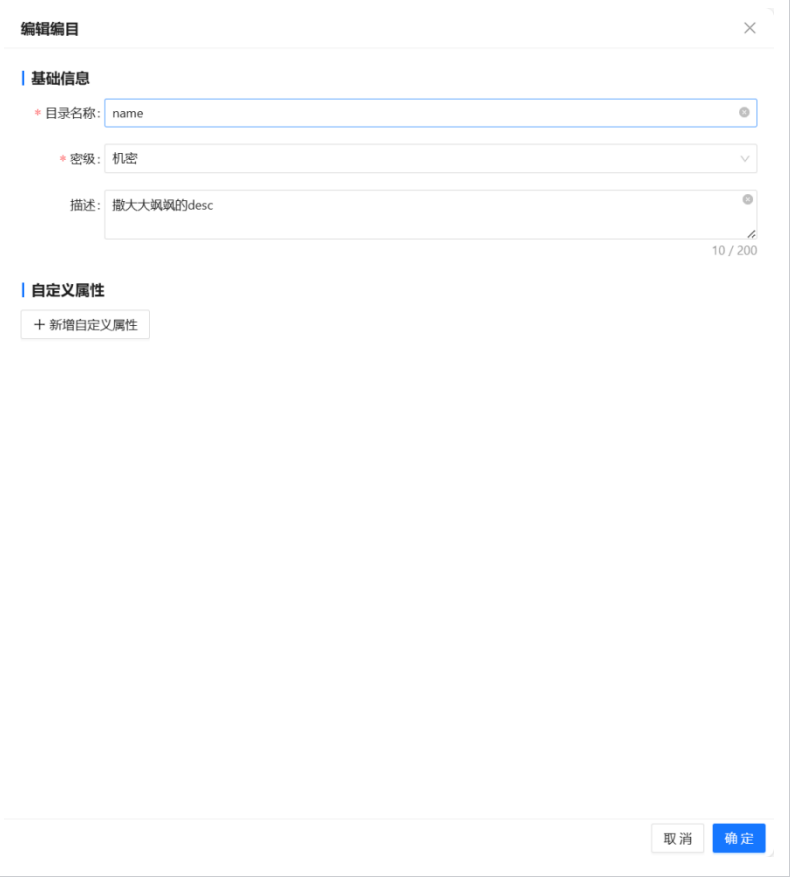 编辑编目
基础信息
* 目录名称: name
* 密级: 机密
描述: 撒大大飒飒的desc
10 / 200
自定义属性
+ 新增自定义属性
取 消 确 定